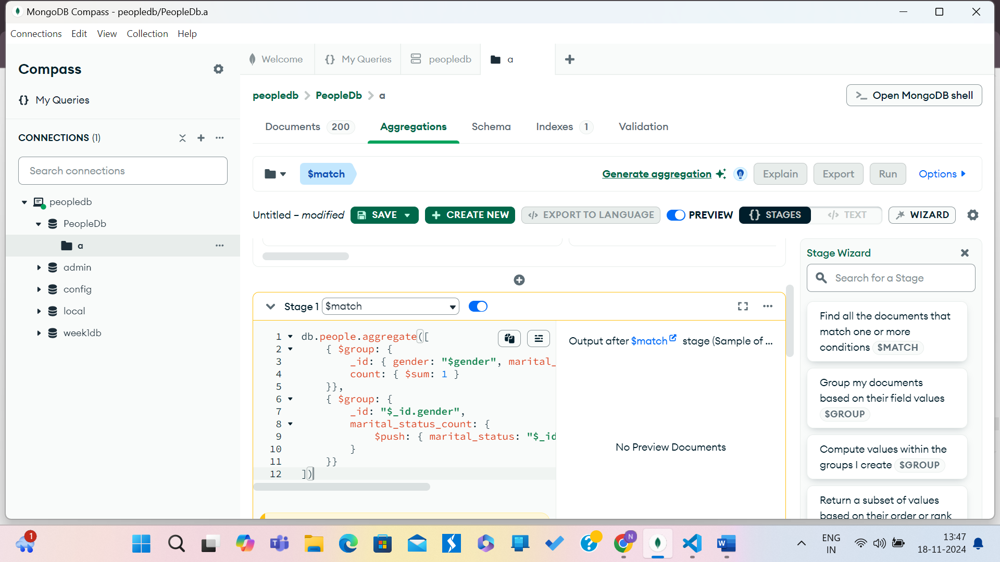 MongoDB Compass - peopledb/PeopleDb.a
Connections Edit View Collection Help
Compass
My Queries
CONNECTIONS (1)
Search connections
peopledb
PeopleDb
a
admin
config
local
week1db
Welcome
My Queries
peopledb
a
peopledb > PeopleDb > a
Open MongoDB shell
Documents 200
Aggregations
Schema
Indexes 1
Validation
$match
Generate aggregation
Explain
Export
Run
Options
Untitled – modified
SAVE
CREATE NEW
EXPORT TO LANGUAGE
PREVIEW
{} STAGES
</> TEXT
WIZARD
Stage 1 $match
1 db.people.aggregate([
2 { $group: {
3 _id: { gender: "$gender", marital_
4 count: { $sum: 1 }
5 }},
6 { $group: {
7 _id: "$_id.gender",
8 marital_status_count: {
9 $push: { marital_status: "$_id
10 }
11 }}
12 ])
Output after $match stage (Sample of ...
No Preview Documents
Stage Wizard
Search for a Stage
Find all the documents that
match one or more
conditions $MATCH
Group my documents
based on their field values
$GROUP
Compute values within the
groups I create $GROUP
Return a subset of values
based on their order or rank
1
N
ENG
IN
13:47
18-11-2024